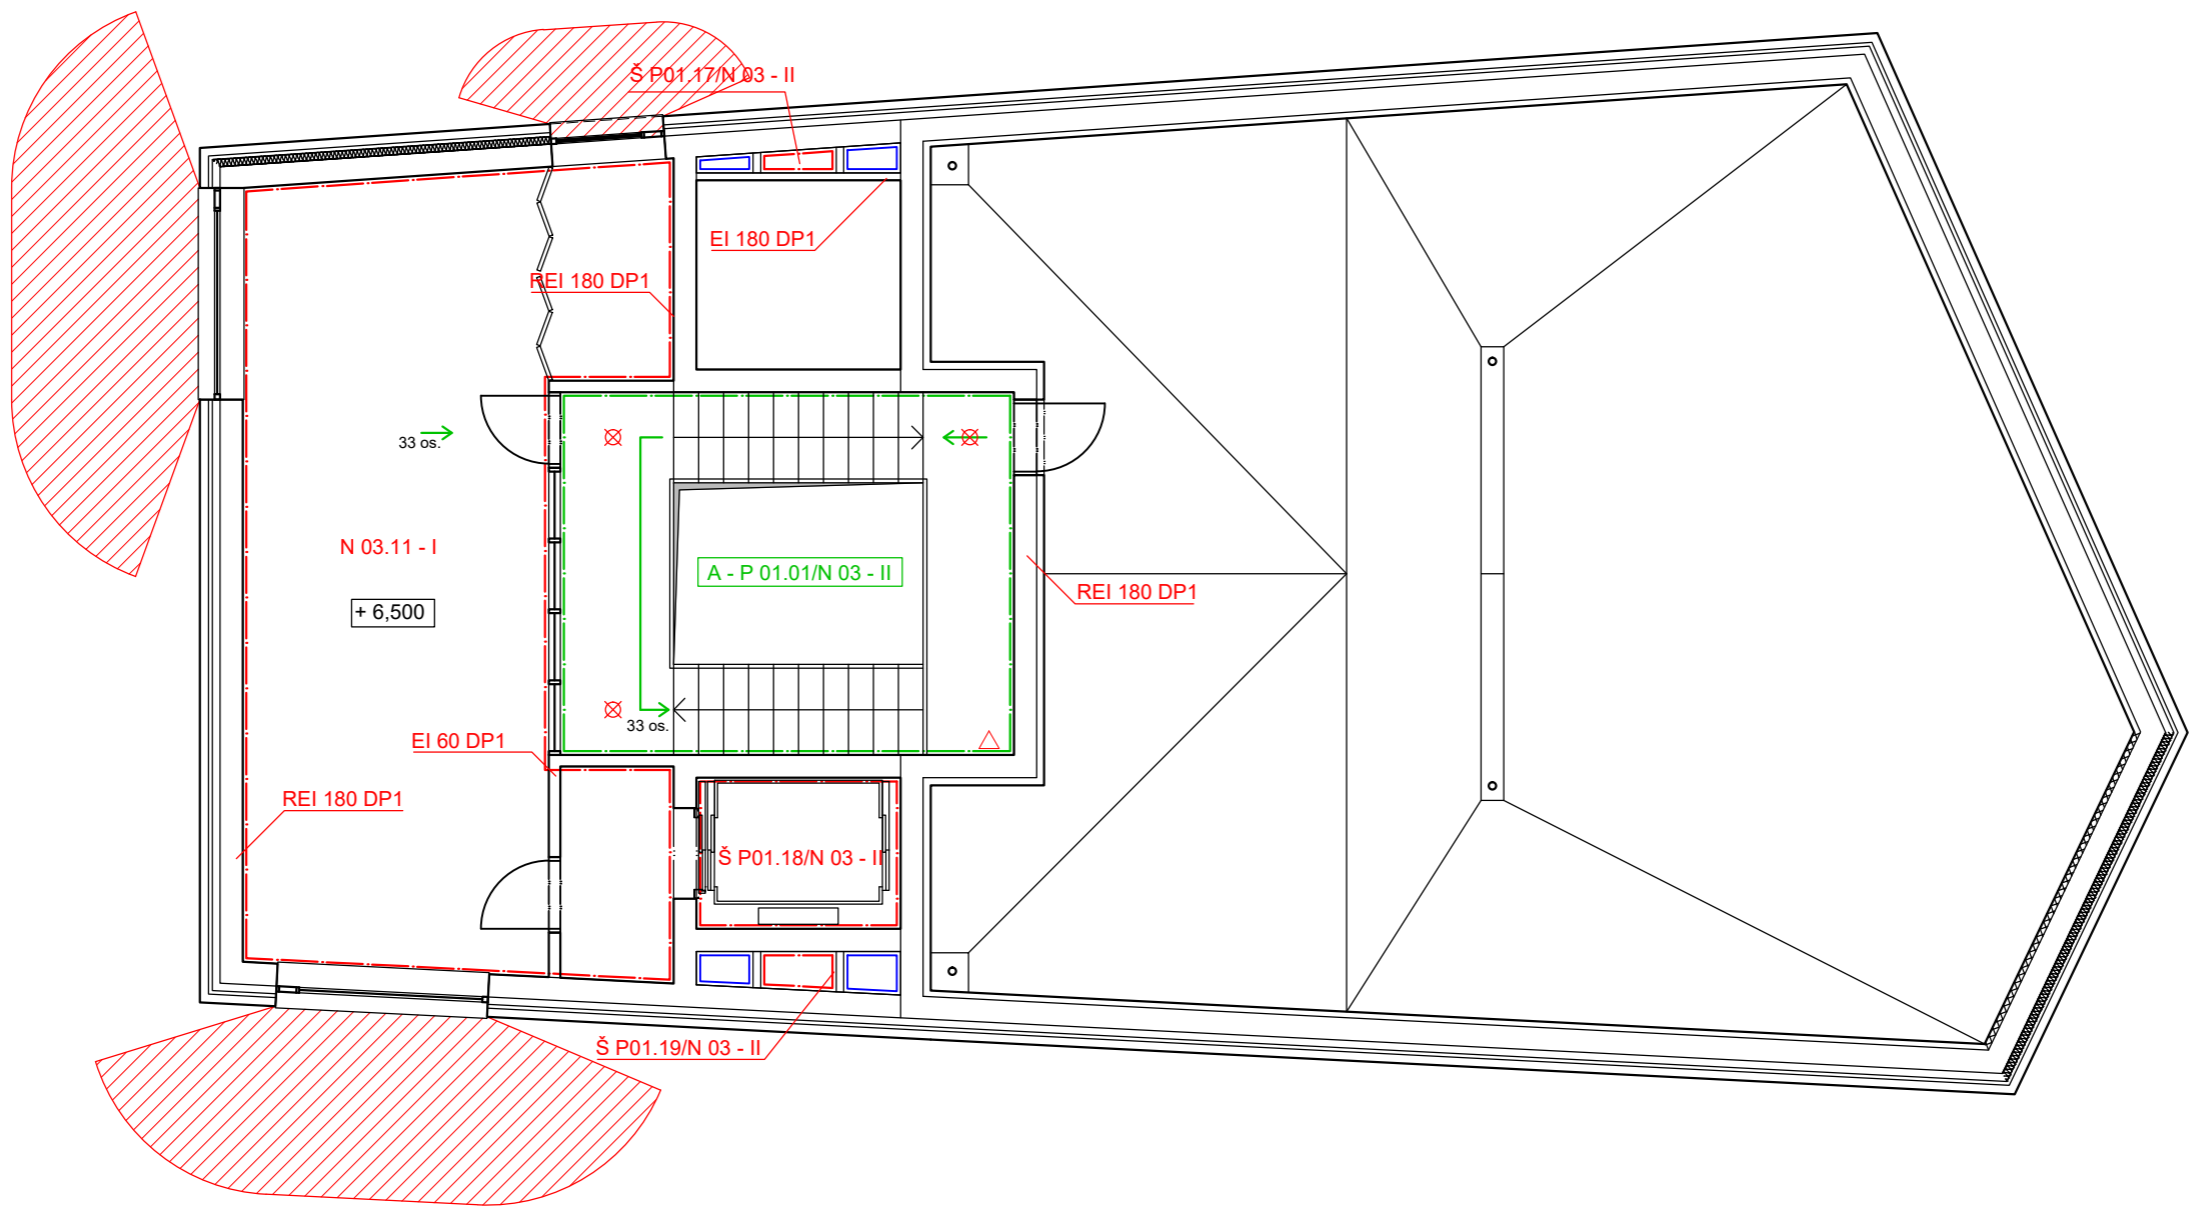 Š P01.17/N 03 - II
EI 180 DP1
REI 180 DP1
33 os.
N 03.11 - I
A - P 01.01/N 03 - II
REI 180 DP1
+ 6,500
33 os.
EI 60 DP1
REI 180 DP1
Š P01.18/N 03 - II
Š P01.19/N 03 - II